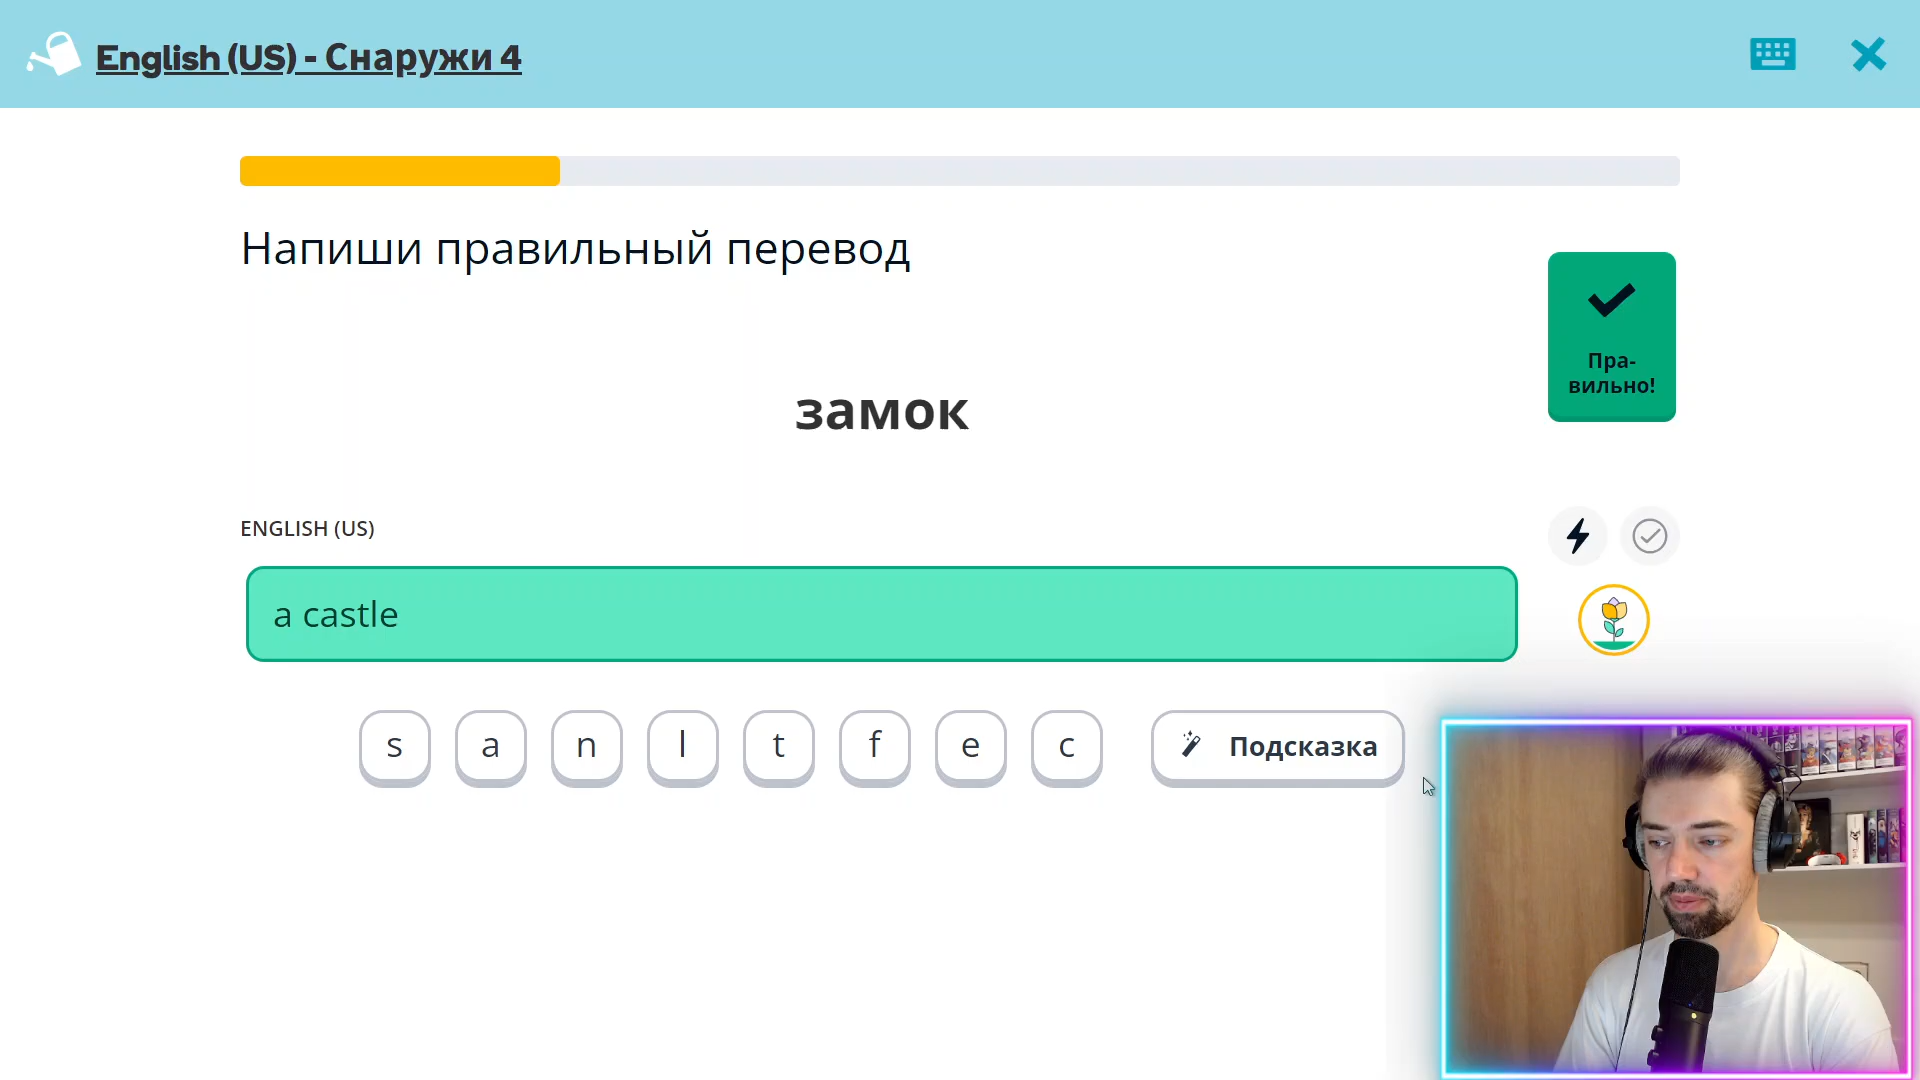 English (US) - Снаружи 4
Напиши правильный перевод
Пра-
вильно!
замок
ENGLISH (US)
a castle
s a n l t f e c Подсказка